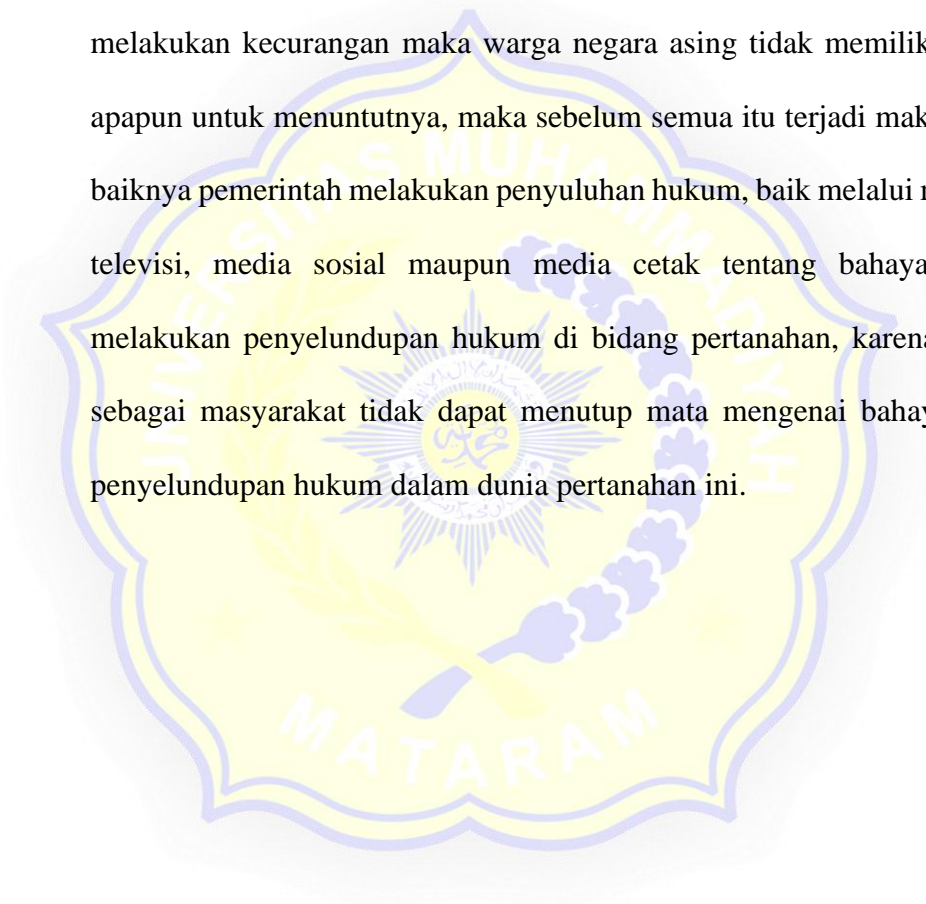 melakukan kecurangan maka warga negara asing tidak memilik
apapun untuk menuntutnya, maka sebelum semua itu terjadi mak
baiknya pemerintah melakukan penyuluhan hukum, baik melalui
televisi, media sosial maupun media cetak tentang bahaya
melakukan penyelundupan hukum di bidang pertanahan, karena
sebagai masyarakat tidak dapat menutup mata mengenai bahay
penyelundupan hukum dalam dunia pertanahan ini.
UNIVERSITAS MUHAMMADIYAH
MATARAM